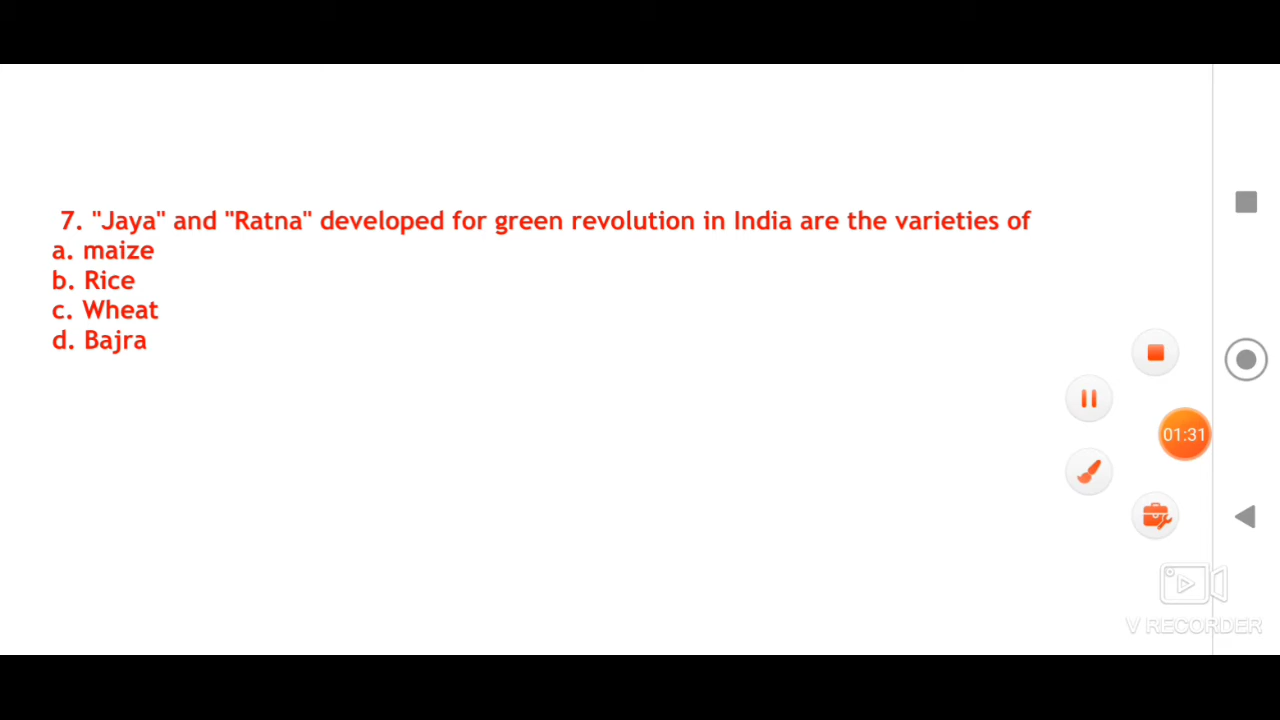 7. "Jaya" and "Ratna" developed for green revolution in India are the varieties of
a. maize
b. Rice
c. Wheat
d. Bajra
01:31
V RECORDER